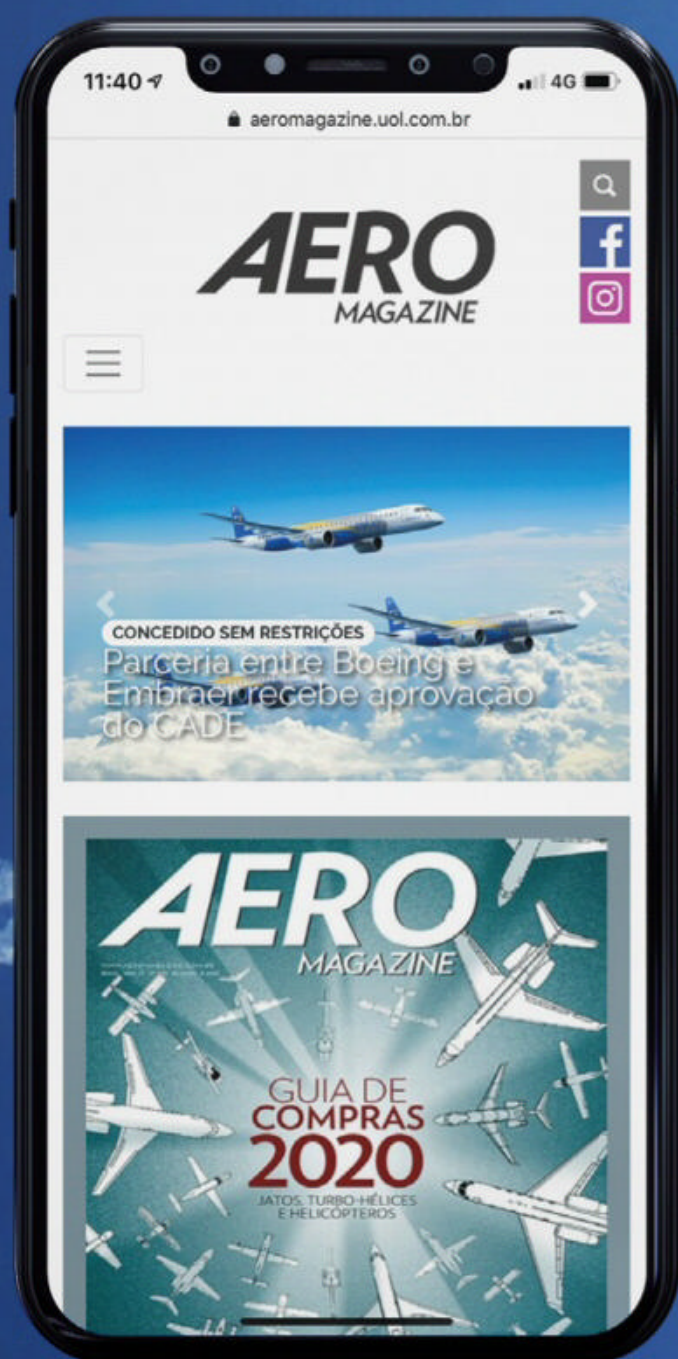 11:40
4G
aeromagazine.uol.com.br
AERO
MAGAZINE
CONCEDIDO SEM RESTRIÇÕES
Parceria entre Boeing e
Embraer recebe aprovação
do CADE
AERO
MAGAZINE
GUIA DE
COMPRAS
2020
JATOS, TURBO-HÉLICES
E HELICÓPTEROS